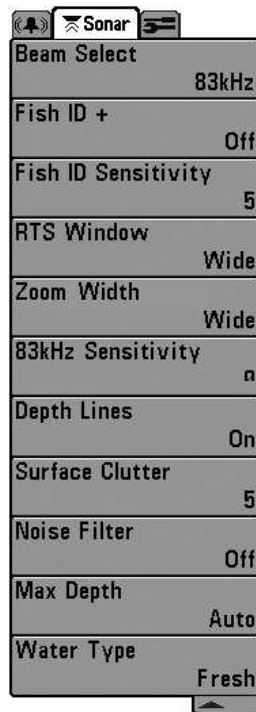 Sonar
Beam Select
83kHz
Fish ID +
Off
Fish ID Sensitivity
5
RTS Window
Wide
Zoom Width
Wide
83kHz Sensitivity
Depth Lines
On
Surface Clutter
5
Noise Filter
Off
Max Depth
Auto
Water Type
Fresh